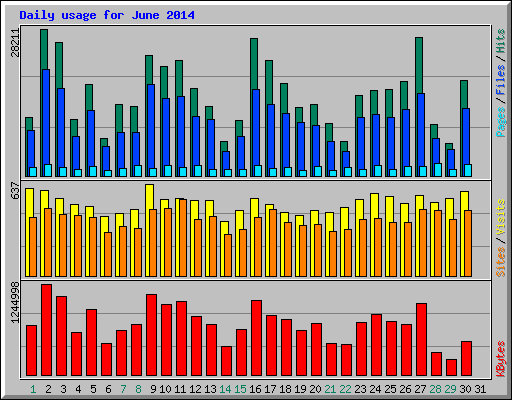 Daily usage for June 2014
28211
Pages / Files / Hits
637
Sites / Visits
1244998
KBytes
1 2 3 4 5 6 7 8 9 10 11 12 13 14 15 16 17 18 19 20 21 22 23 24 25 26 27 28 29 30 31